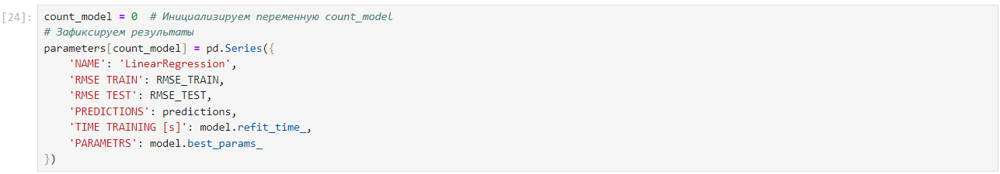 [24]: count_model = 0  # Инициализируем переменную count_model
# Зафиксируем результаты
parameters[count_model] = pd.Series({
    'NAME': 'LinearRegression',
    'RMSE TRAIN': RMSE_TRAIN,
    'RMSE TEST': RMSE_TEST,
    'PREDICTIONS': predictions,
    'TIME TRAINING [s]': model.refit_time_,
    'PARAMETRS': model.best_params_
})